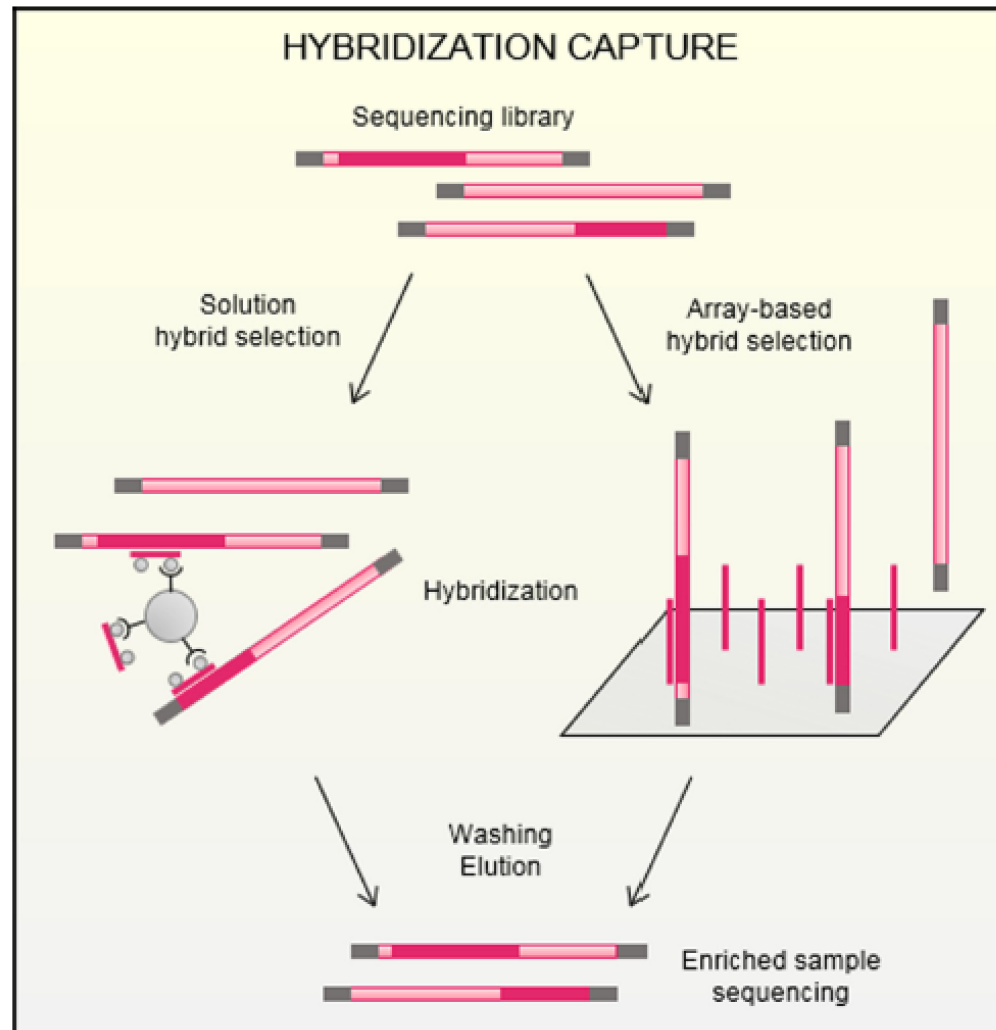 HYBRIDIZATION CAPTURE
Sequencing library
Solution
hybrid selection
Array-based
hybrid selection
Hybridization
Washing
Elution
Enriched sample
sequencing